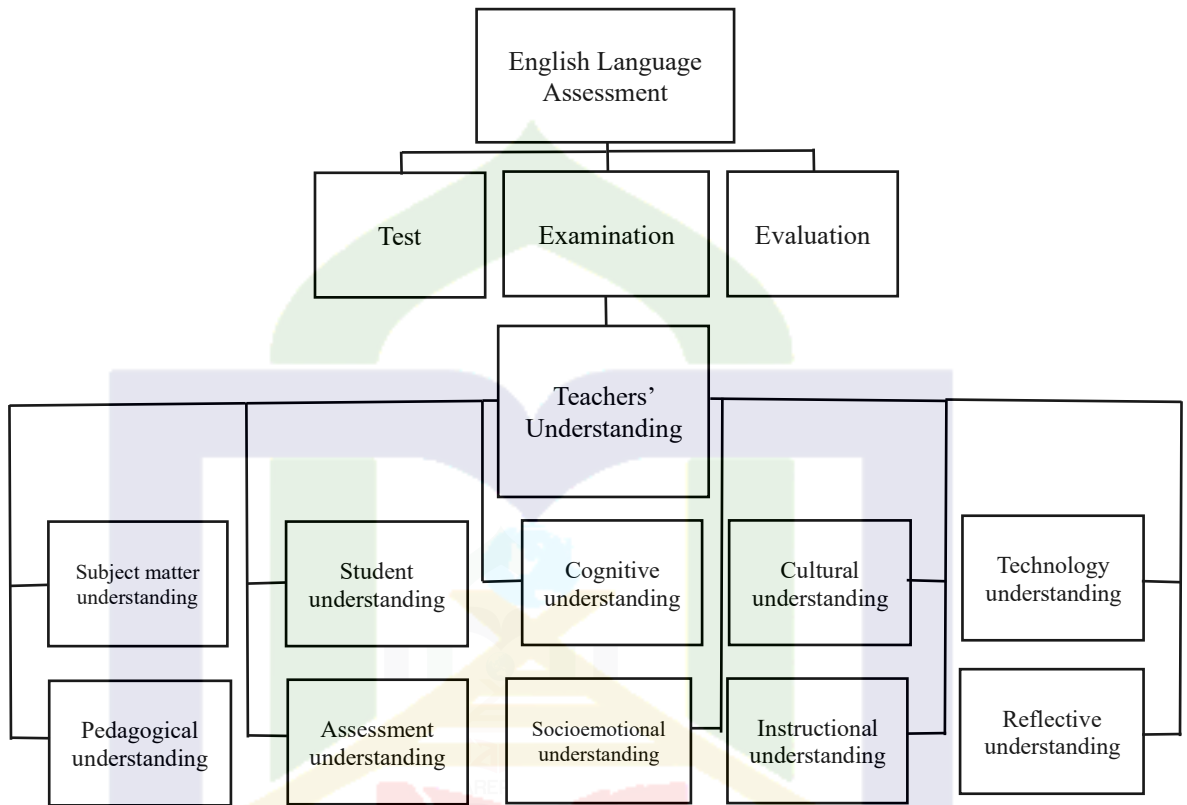 English Language
Assessment
Test
Examination
Evaluation
Teachers’
Understanding
Subject matter
understanding
Student
understanding
Cognitive
understanding
Cultural
understanding
Technology
understanding
Pedagogical
understanding
Assessment
understanding
Socioemotional
understanding
Instructional
understanding
Reflective
understanding